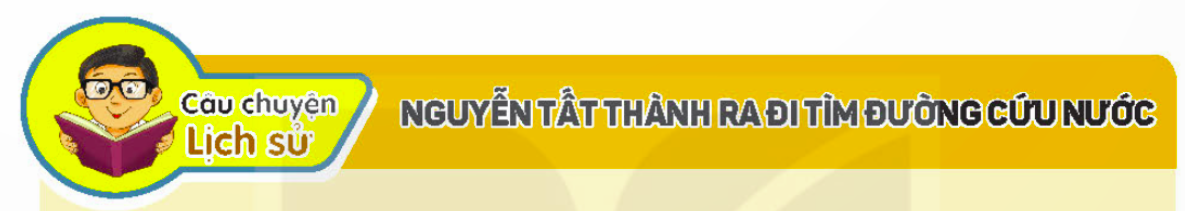 Câu chuyện
Lịch sử
NGUYỄN TẤT THÀNH RA ĐI TÌM ĐƯỜNG CỨU NƯỚC